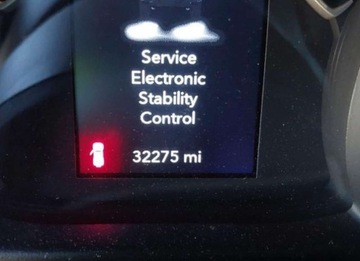 Service
Electronic
Stability
Control
32275 mi